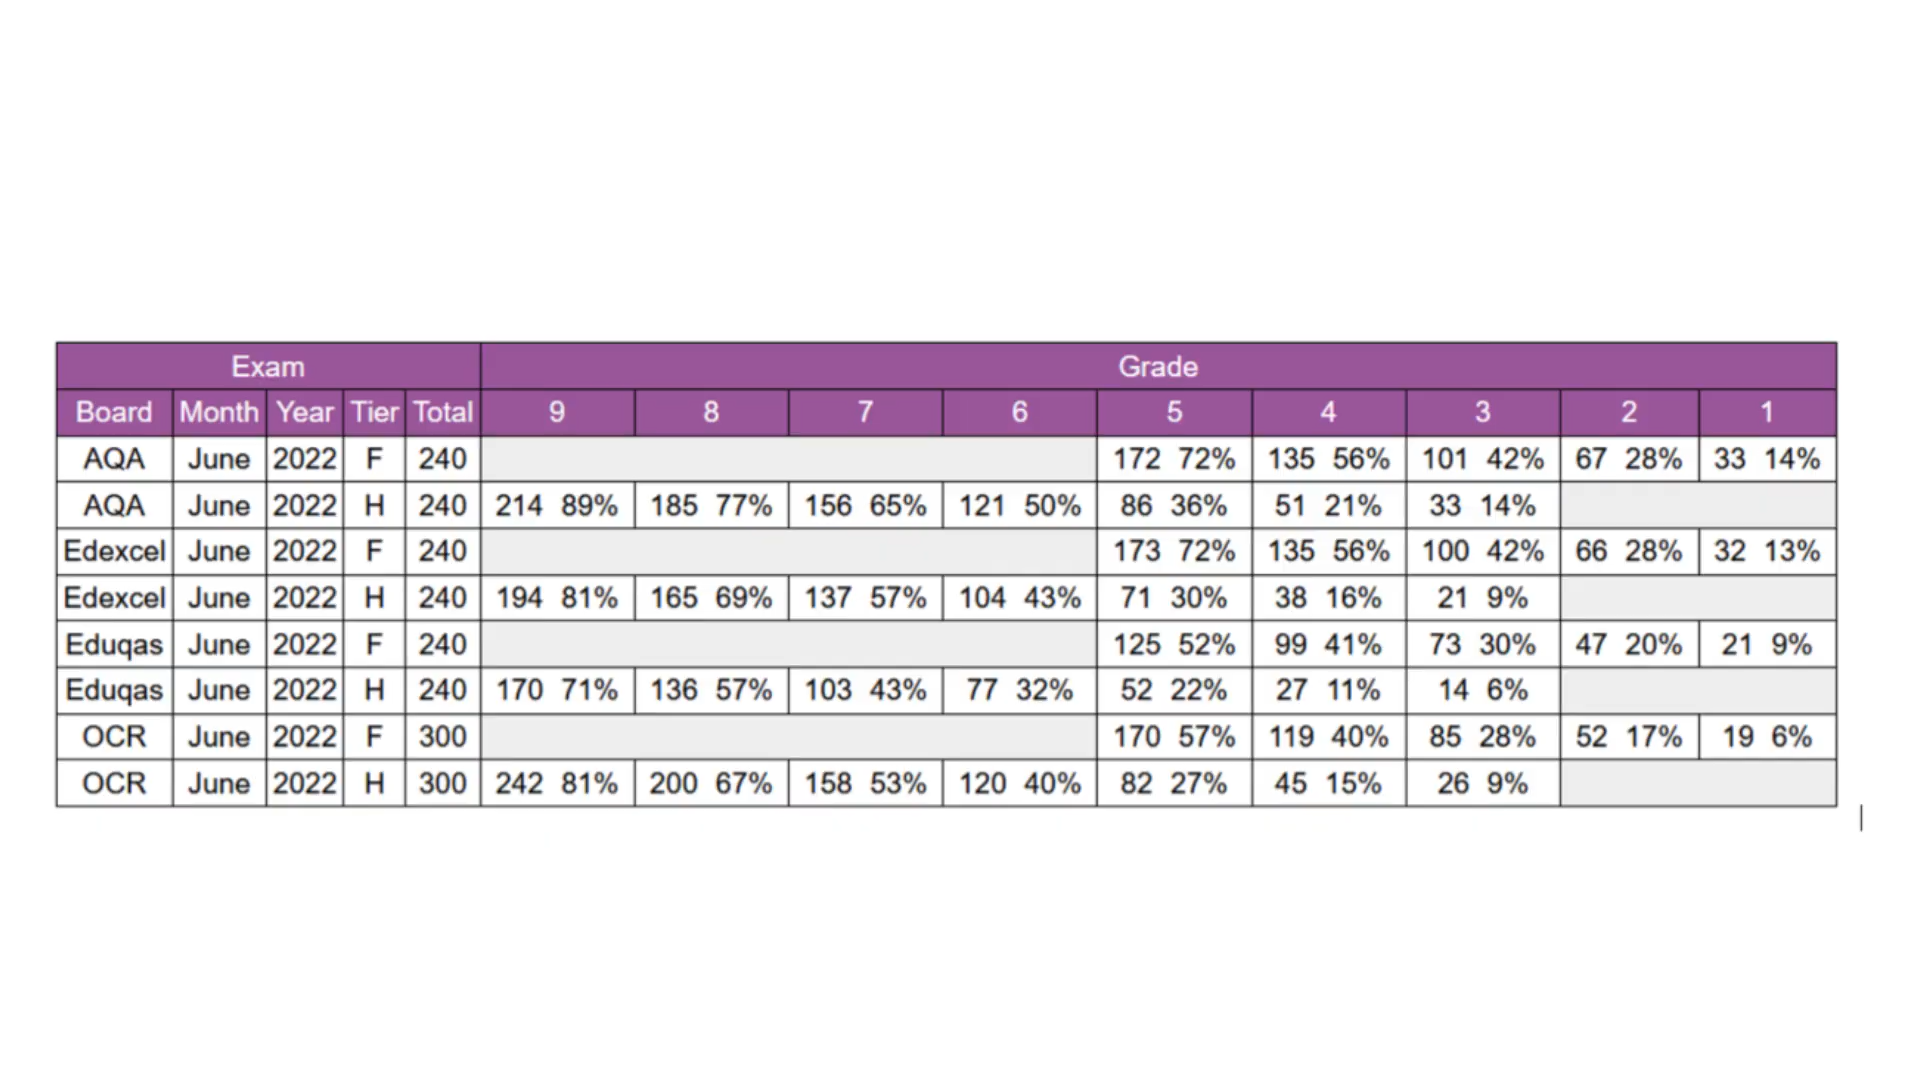 Exam Grade
Board Month Year Tier Total 9 8 7 6 5 4 3 2 1
AQA June 2022 F 240 172 72% 135 56% 101 42% 67 28% 33 14%
AQA June 2022 H 240 214 89% 185 77% 156 65% 121 50% 86 36% 51 21% 33 14%
Edexcel June 2022 F 240 173 72% 135 56% 100 42% 66 28% 32 13%
Edexcel June 2022 H 240 194 81% 165 69% 137 57% 104 43% 71 30% 38 16% 21 9%
Eduqas June 2022 F 240 125 52% 99 41% 73 30% 47 20% 21 9%
Eduqas June 2022 H 240 170 71% 136 57% 103 43% 77 32% 52 22% 27 11% 14 6%
OCR June 2022 F 300 170 57% 119 40% 85 28% 52 17% 19 6%
OCR June 2022 H 300 242 81% 200 67% 158 53% 120 40% 82 27% 45 15% 26 9%